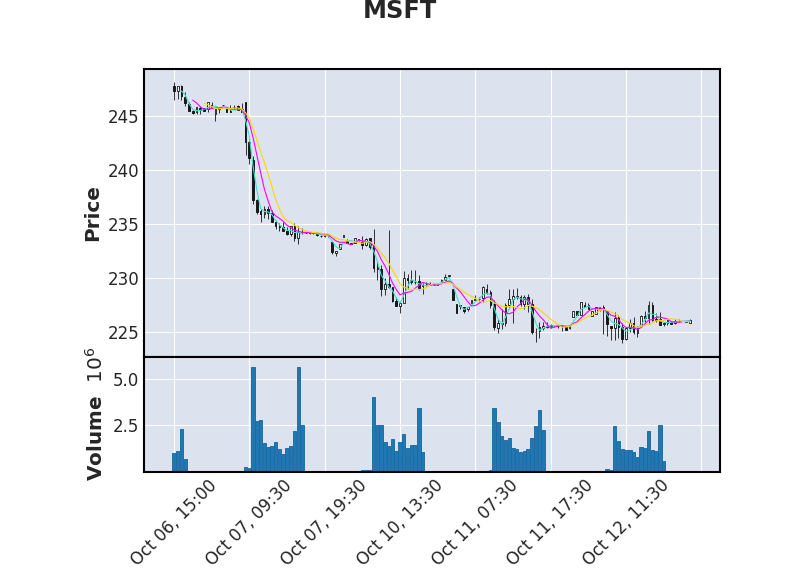 MSFT
Price
245
240
235
230
225
Volume 10^6
5.0
2.5
Oct 06, 15:00
Oct 07, 09:30
Oct 07, 19:30
Oct 10, 13:30
Oct 11, 07:30
Oct 11, 17:30
Oct 12, 11:30